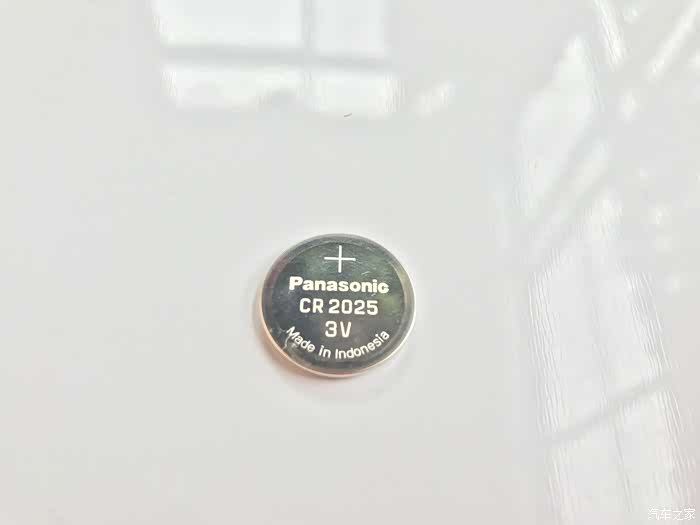 +
Panasonic
CR 2025
3V
Made in Indonesia
汽车之家